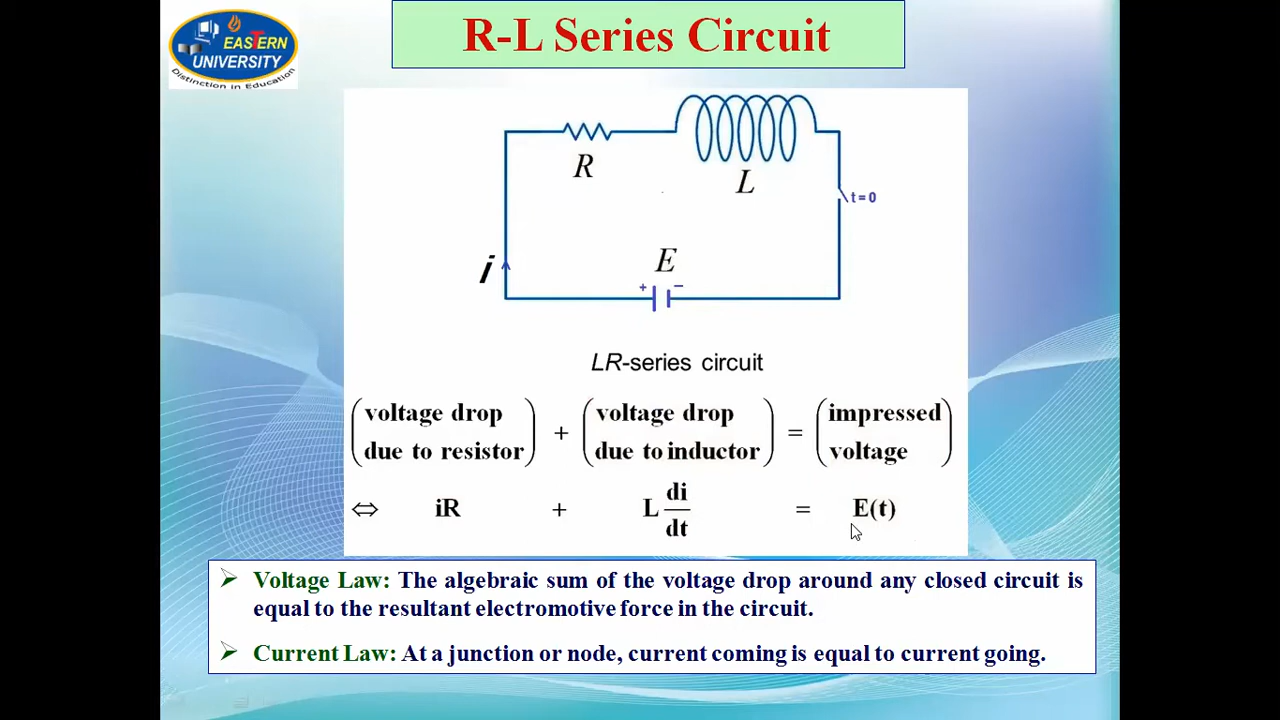 EASTERN
UNIVERSITY
Distinction in Education
R-L Series Circuit
R
L
t=0
i
E
+ −
LR-series circuit
(voltage drop due to resistor) + (voltage drop due to inductor) = (impressed voltage)
⇔ iR + L di/dt = E(t)
➢ Voltage Law: The algebraic sum of the voltage drop around any closed circuit is
equal to the resultant electromotive force in the circuit.
➢ Current Law: At a junction or node, current coming is equal to current going.